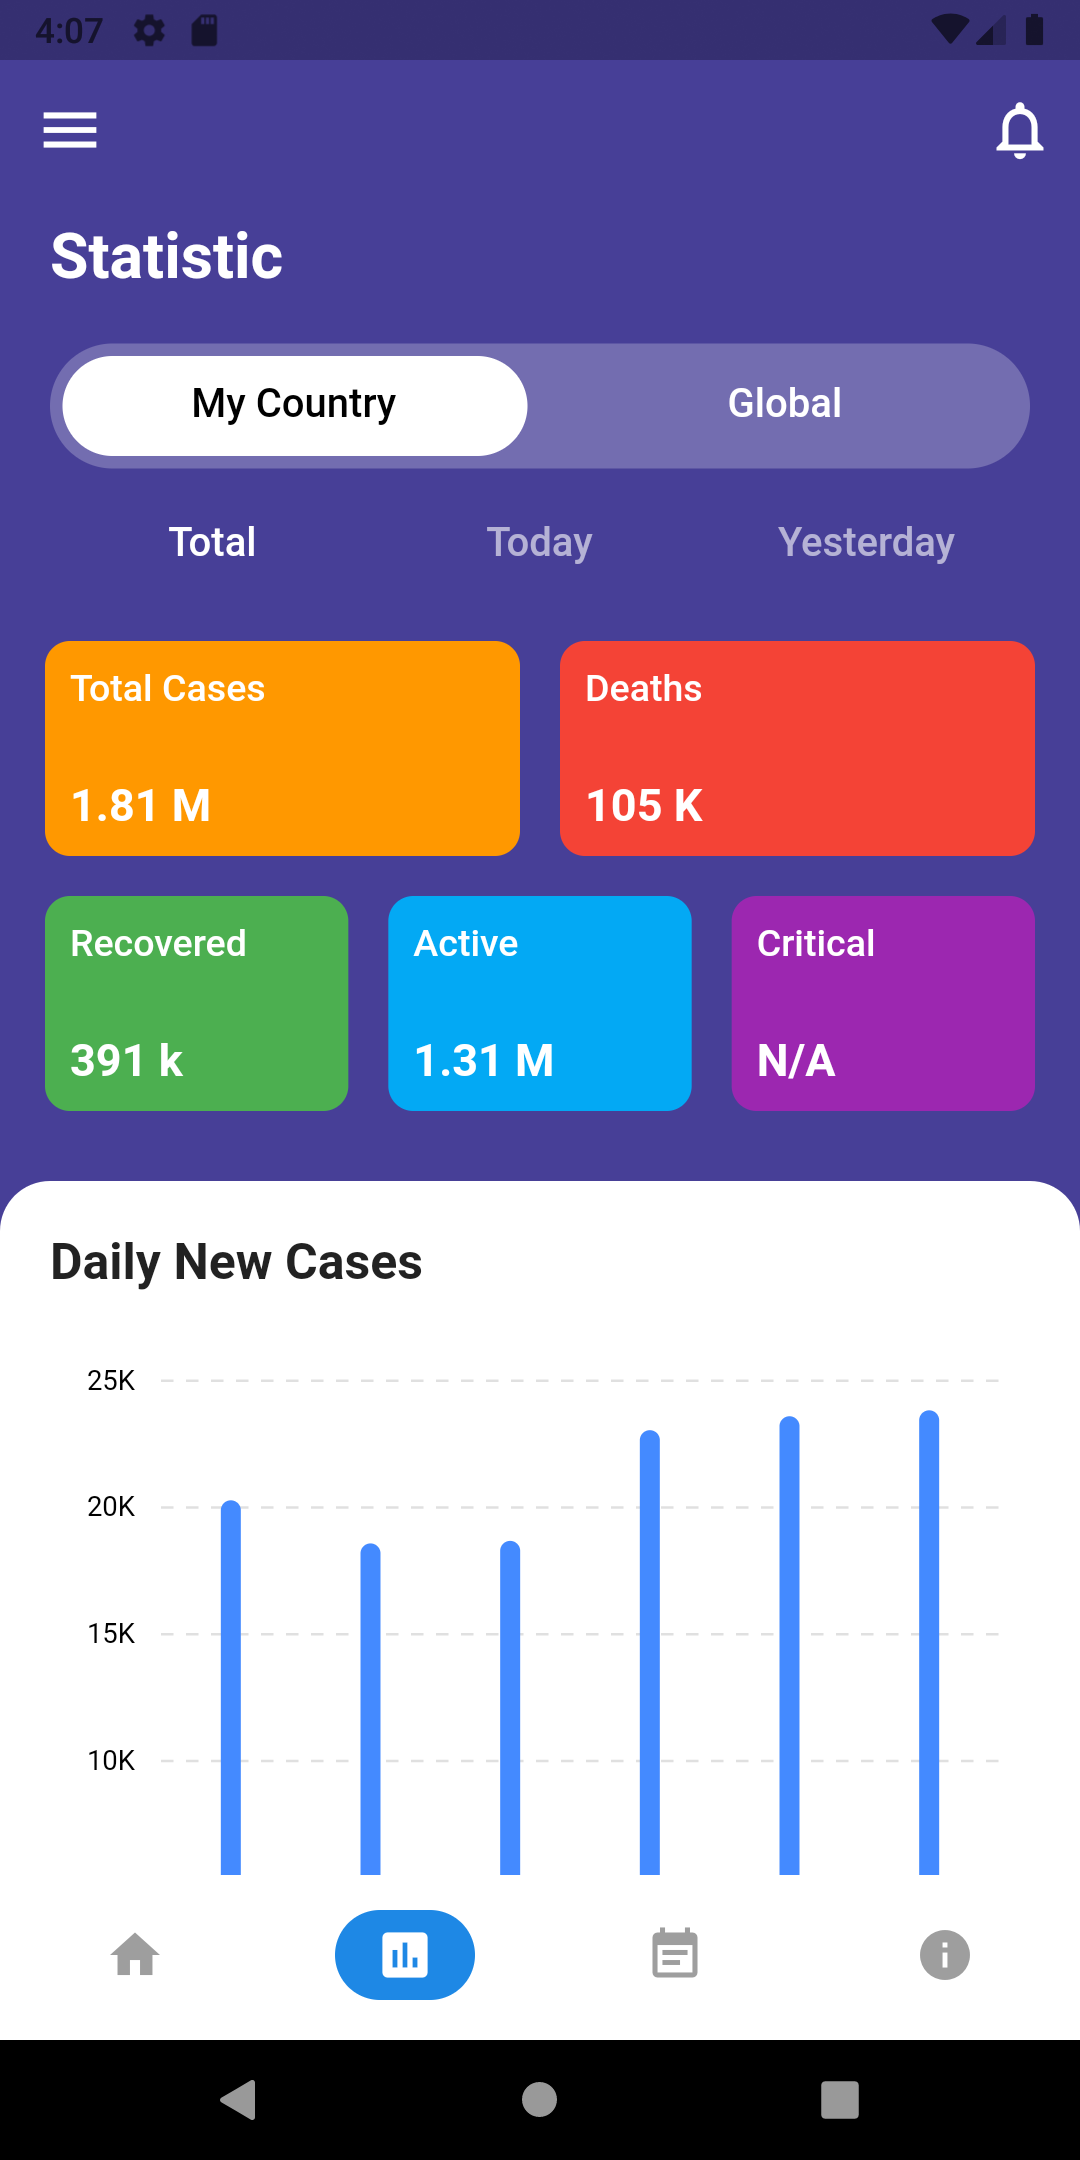 4:07
Statistic
My Country Global
Total Today Yesterday
Total Cases Deaths
1.81 M 105 K
Recovered Active Critical
391 k 1.31 M N/A
Daily New Cases
25K
20K
15K
10K